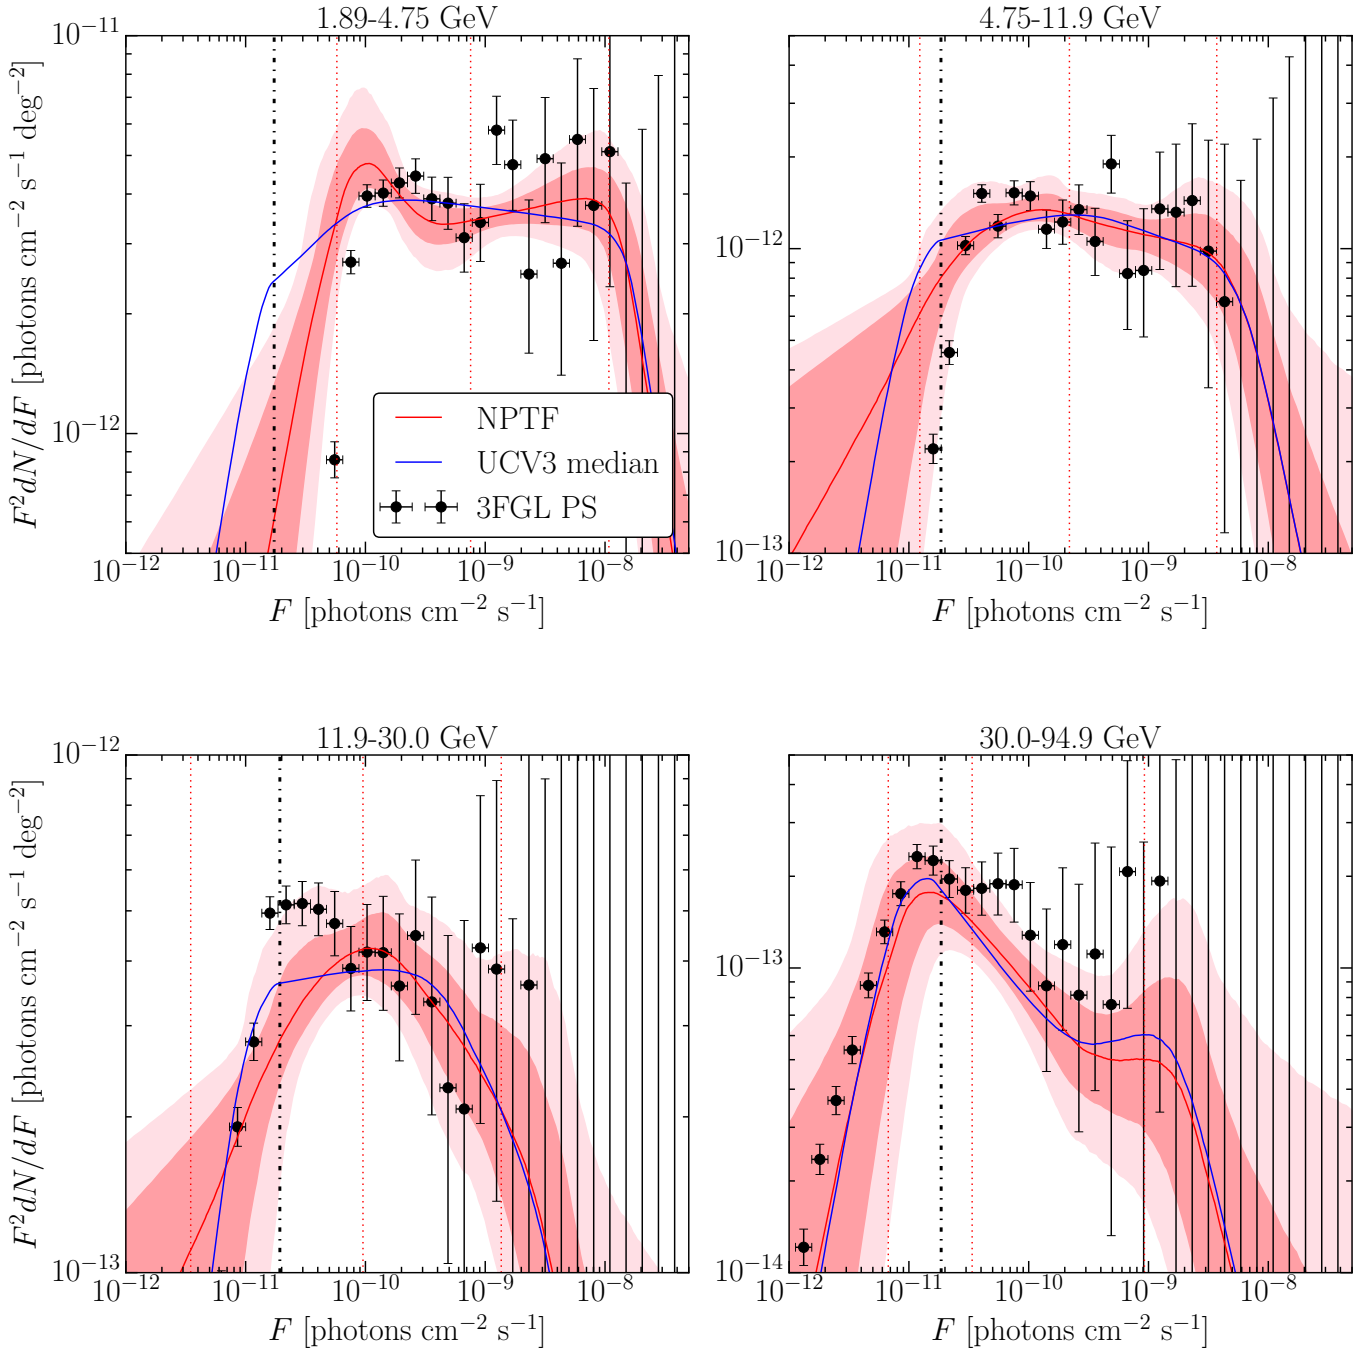 1.89-4.75 GeV
4.75-11.9 GeV
10⁻¹¹
F²dN/dF [photons cm⁻² s⁻¹ deg⁻²]
10⁻¹²
10⁻¹²
NPTF
UCV3 median
3FGL PS
10⁻¹³
10⁻¹² 10⁻¹¹ 10⁻¹⁰ 10⁻⁹ 10⁻⁸
10⁻¹² 10⁻¹¹ 10⁻¹⁰ 10⁻⁹ 10⁻⁸
F [photons cm⁻² s⁻¹]
F [photons cm⁻² s⁻¹]
11.9-30.0 GeV
30.0-94.9 GeV
10⁻¹²
F²dN/dF [photons cm⁻² s⁻¹ deg⁻²]
10⁻¹³
10⁻¹³
10⁻¹⁴
10⁻¹² 10⁻¹¹ 10⁻¹⁰ 10⁻⁹ 10⁻⁸
10⁻¹² 10⁻¹¹ 10⁻¹⁰ 10⁻⁹ 10⁻⁸
F [photons cm⁻² s⁻¹]
F [photons cm⁻² s⁻¹]